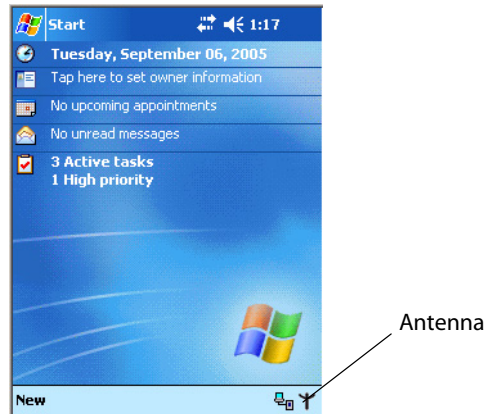 Start 1:17
Tuesday, September 06, 2005
Tap here to set owner information
No upcoming appointments
No unread messages
3 Active tasks
1 High priority
Antenna
New